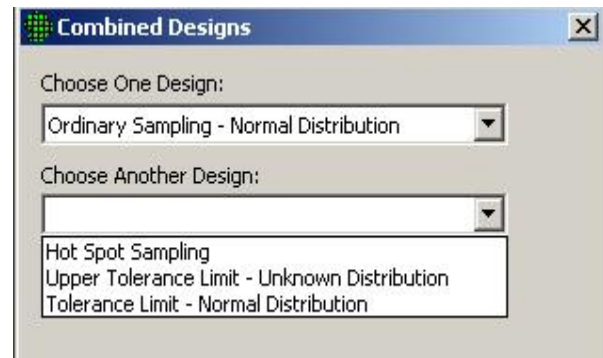 Combined Designs
Choose One Design:
Ordinary Sampling - Normal Distribution
Choose Another Design:
Hot Spot Sampling
Upper Tolerance Limit - Unknown Distribution
Tolerance Limit - Normal Distribution